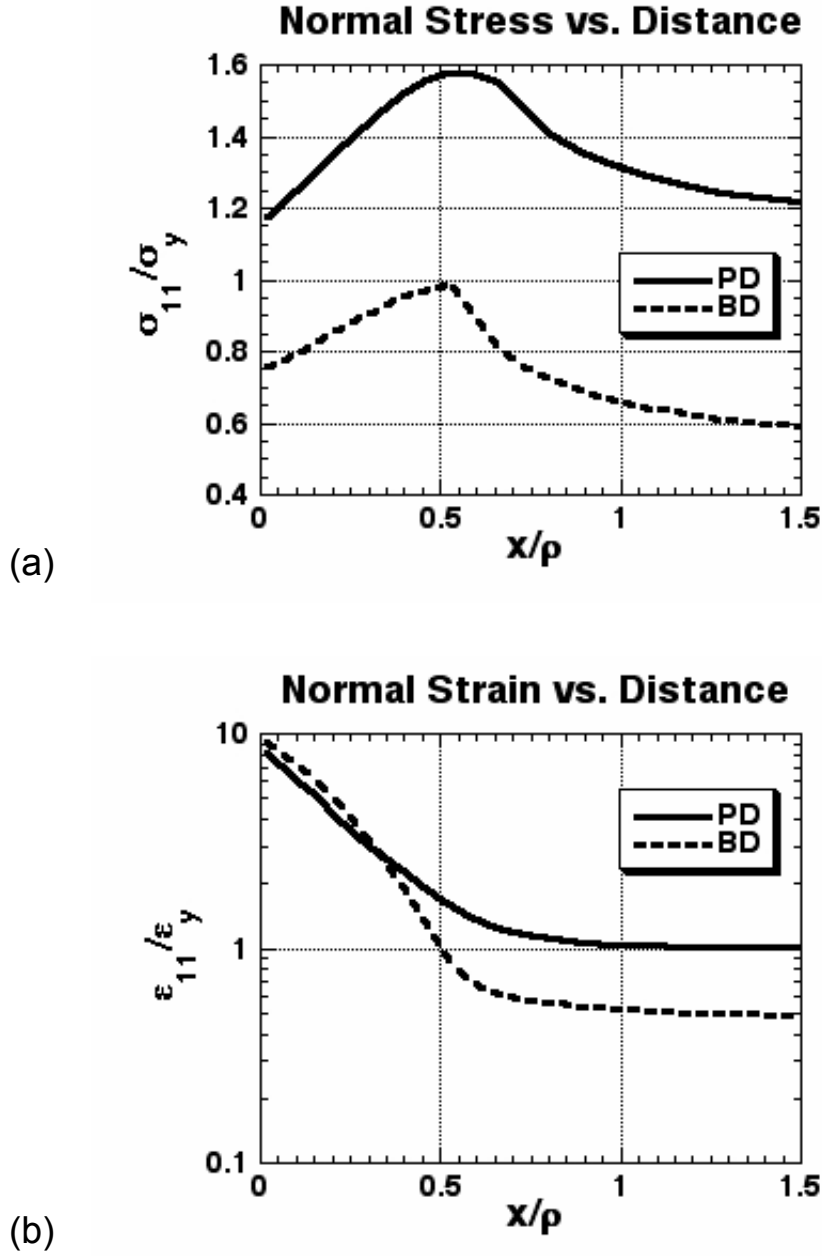 Normal Stress vs. Distance
1.6
1.4
1.2
1
0.8
0.6
0.4
σ11/σy
PD
BD
0
0.5
1
1.5
x/ρ
(a)
Normal Strain vs. Distance
10
1
0.1
ε11/εy
PD
BD
0
0.5
1
1.5
x/ρ
(b)